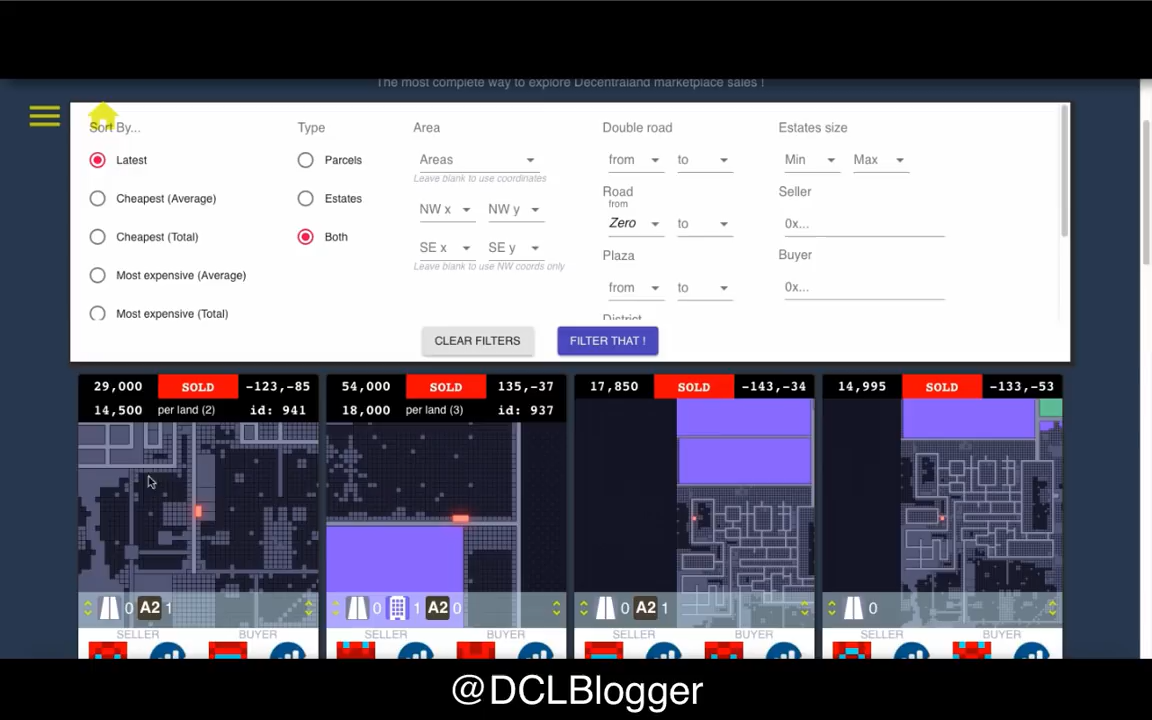 The most complete way to explore Decentraland marketplace sales !
Sort By... Type Area Double road Estates size
Latest Parcels Areas from to Min Max
Leave blank to use coordinates
Road Seller
from
Cheapest (Average) Estates NW x NW y Zero to 0x...
Cheapest (Total) Both SE x SE y
Leave blank to use NW coords only
Plaza Buyer
Most expensive (Average) from to 0x...
Most expensive (Total) District
CLEAR FILTERS FILTER THAT !
29,000 SOLD -123,-85 54,000 SOLD 135,-37 17,850 SOLD -143,-34 14,995 SOLD -133,-53
14,500 per land (2) id: 941 18,000 per land (3) id: 937
0 A2 1 0 1 A2 0 0 A2 1 0
SELLER BUYER SELLER BUYER SELLER BUYER SELLER BUYER
@DCLBlogger